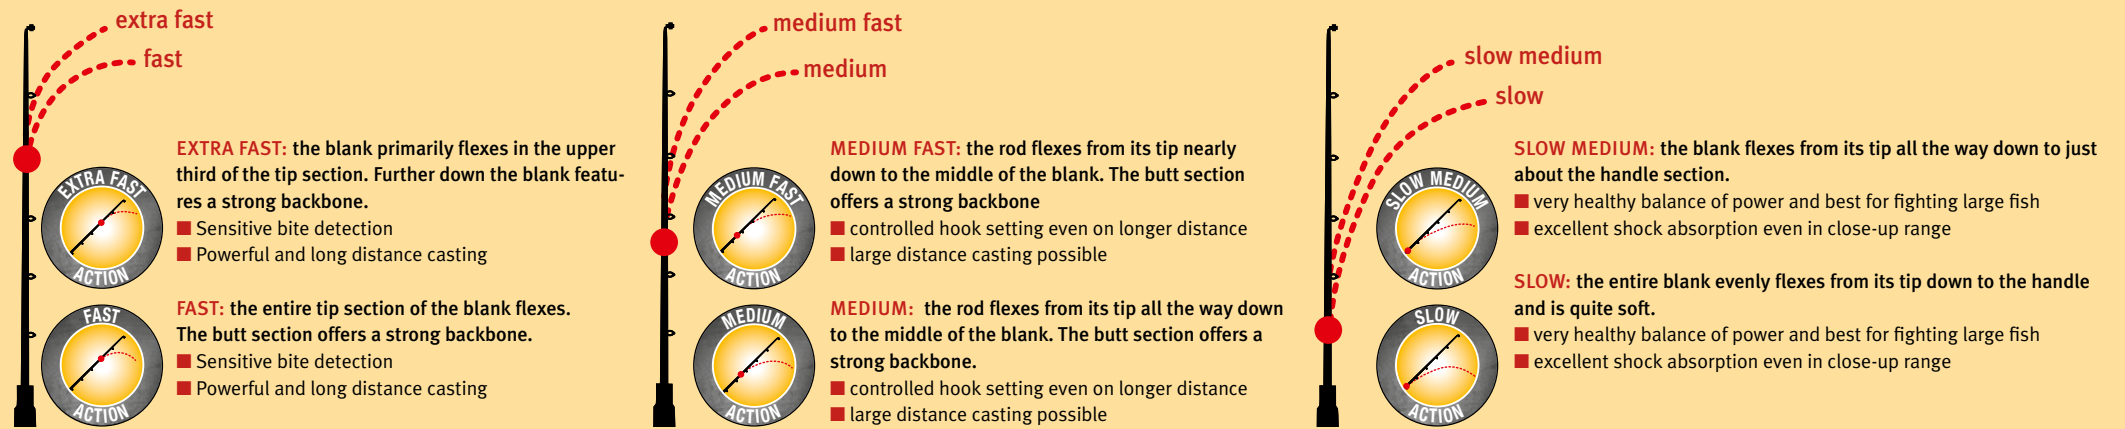 extra fast
fast
EXTRA FAST: the blank primarily flexes in the upper
third of the tip section. Further down the blank featu-
res a strong backbone.
■ Sensitive bite detection
■ Powerful and long distance casting
EXTRA FAST
ACTION
FAST: the entire tip section of the blank flexes.
The butt section offers a strong backbone.
■ Sensitive bite detection
■ Powerful and long distance casting
FAST
ACTION
medium fast
medium
MEDIUM FAST: the rod flexes from its tip nearly
down to the middle of the blank. The butt section
offers a strong backbone
■ controlled hook setting even on longer distance
■ large distance casting possible
MEDIUM FAST
ACTION
MEDIUM: the rod flexes from its tip all the way down
to the middle of the blank. The butt section offers a
strong backbone.
■ controlled hook setting even on longer distance
■ large distance casting possible
MEDIUM
ACTION
slow medium
slow
SLOW MEDIUM: the blank flexes from its tip all the way down to just
about the handle section.
■ very healthy balance of power and best for fighting large fish
■ excellent shock absorption even in close-up range
SLOW MEDIUM
ACTION
SLOW: the entire blank evenly flexes from its tip down to the handle
and is quite soft.
■ very healthy balance of power and best for fighting large fish
■ excellent shock absorption even in close-up range
SLOW
ACTION